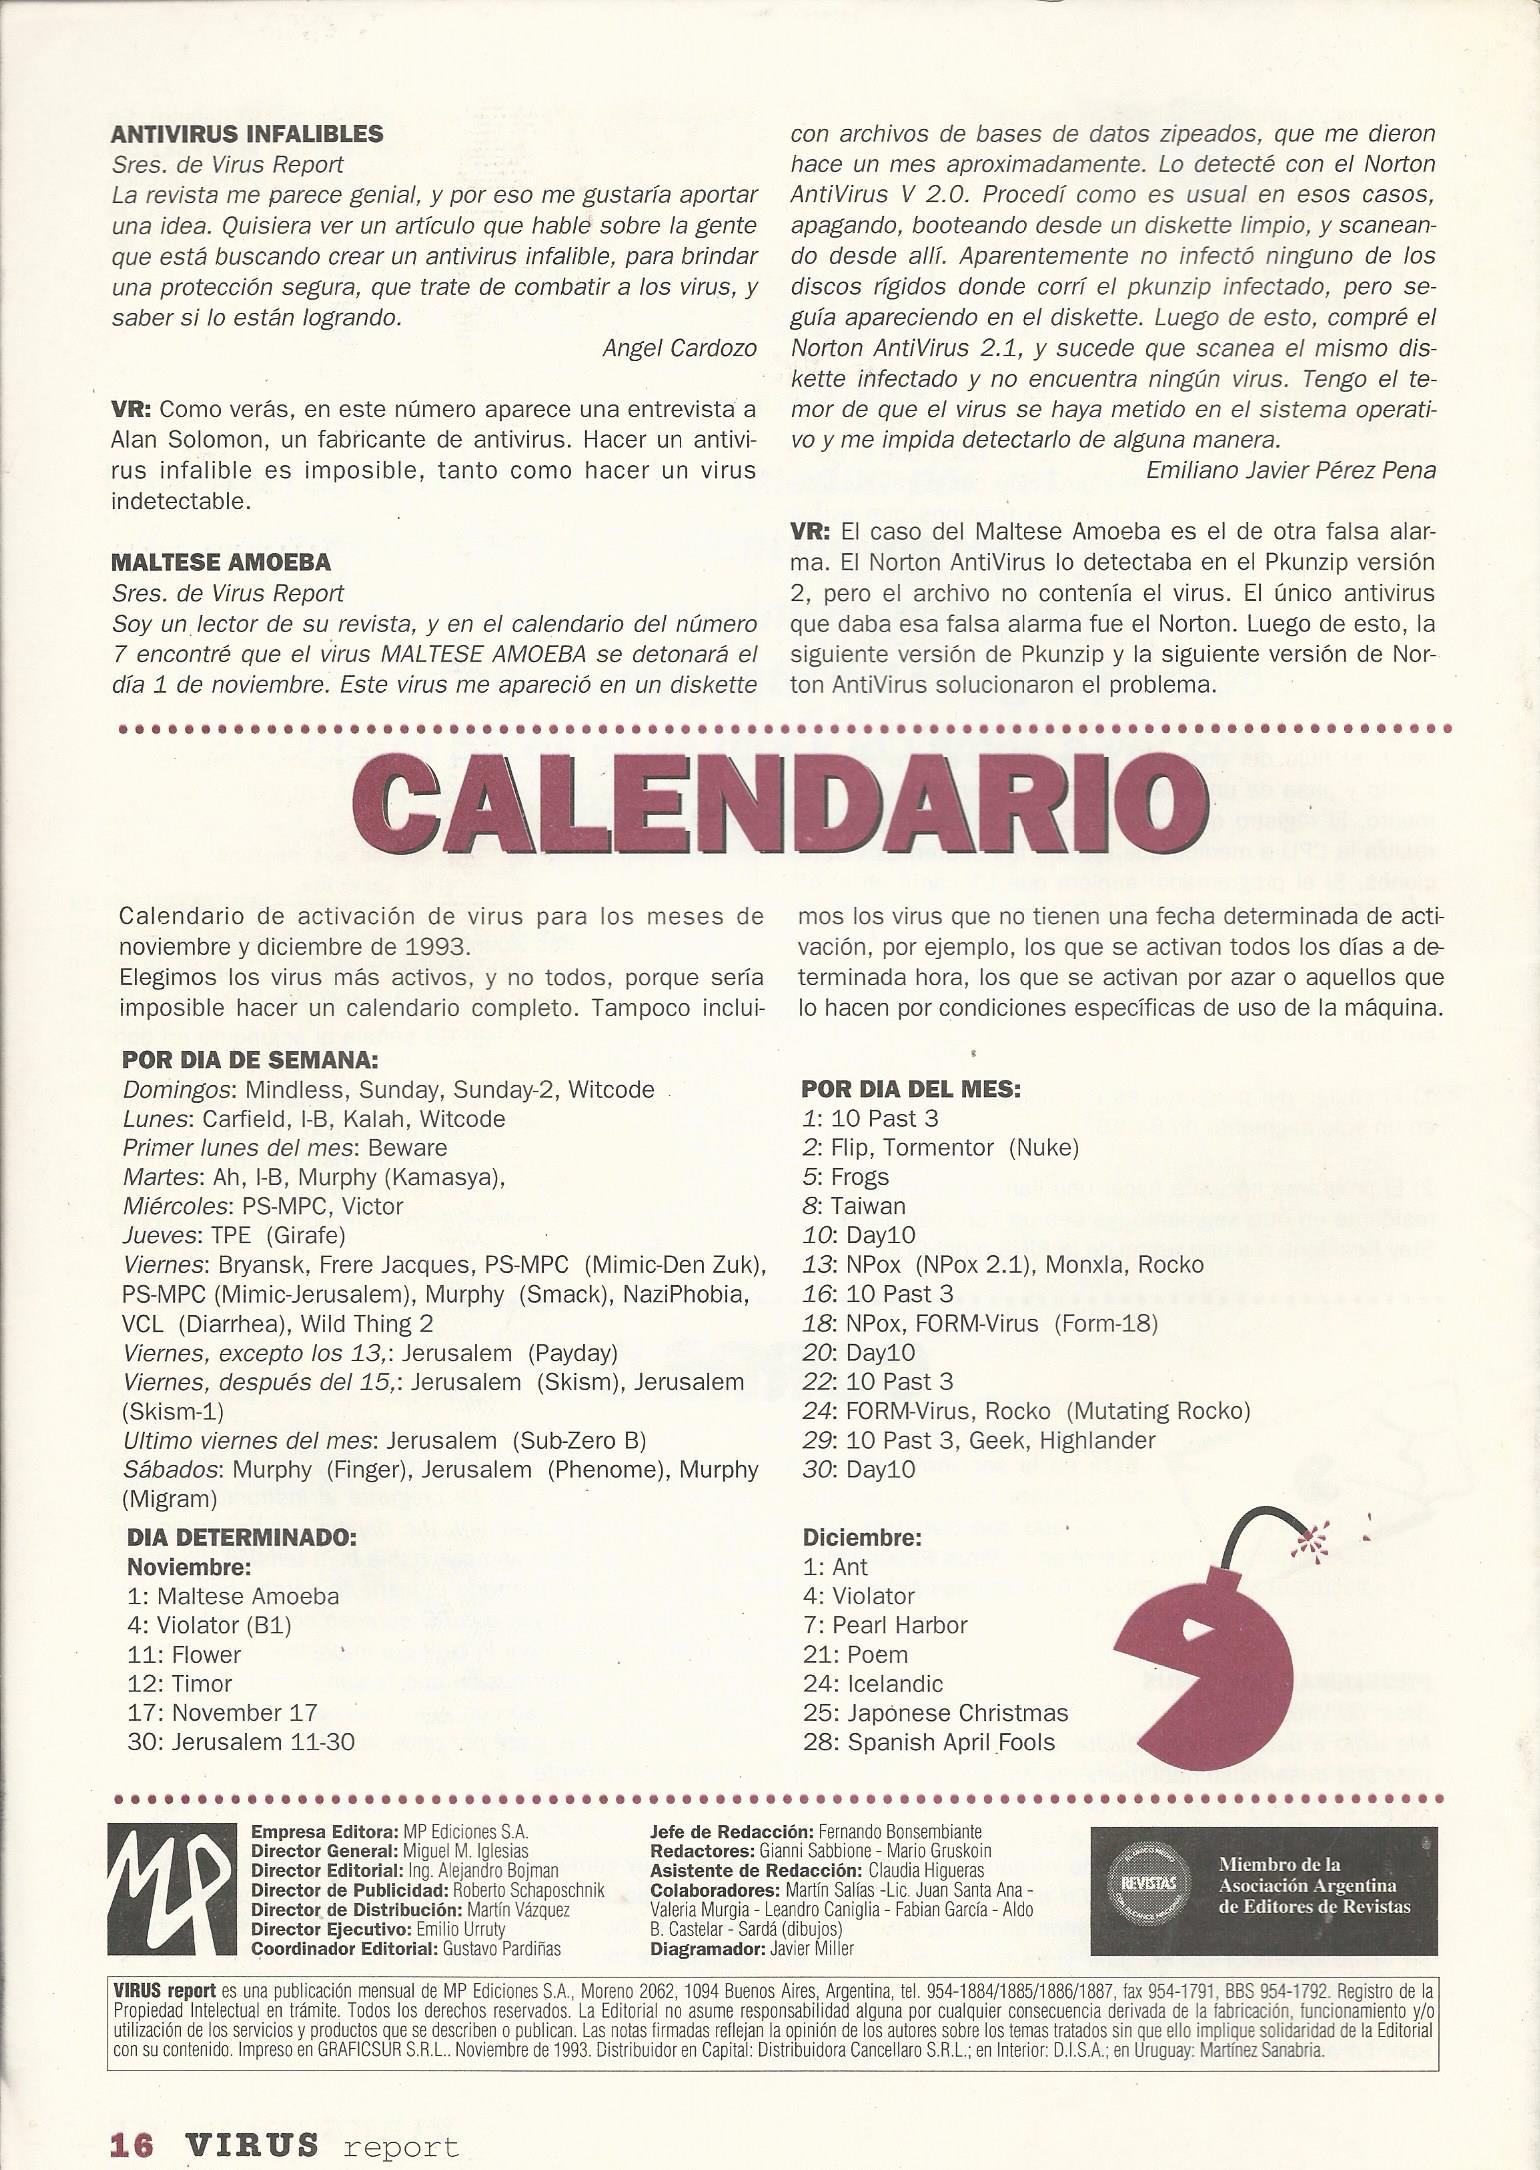 ANTIVIRUS INFALIBLES
Sres. de Virus Report
La revista me parece genial, y por eso me gustaría aportar
una idea. Quisiera ver un artículo que hable sobre la gente
que está buscando crear un antivirus infalible, para brindar
una protección segura, que trate de combatir a los virus, y
saber si lo están logrando.
Angel Cardozo
VR: Como verás, en este número aparece una entrevista a
Alan Solomon, un fabricante de antivirus. Hacer un antivi-
rus infalible es imposible, tanto como hacer un virus
indetectable.
MALTESE AMOEBA
Sres. de Virus Report
Soy un lector de su revista, y en el calendario del número
7 encontré que el virus MALTESE AMOEBA se detonará el
día 1 de noviembre. Este virus me apareció en un diskette
con archivos de bases de datos zipeados, que me dieron
hace un mes aproximadamente. Lo detecté con el Norton
AntiVirus V 2.0. Procedí como es usual en esos casos,
apagando, booteando desde un diskette limpio, y scanean-
do desde allí. Aparentemente no infectó ninguno de los
discos rígidos donde corrí el pkunzip infectado, pero se-
guía apareciendo en el diskette. Luego de esto, compré el
Norton AntiVirus 2.1, y sucede que scanea el mismo dis-
kette infectado y no encuentra ningún virus. Tengo el te-
mor de que el virus se haya metido en el sistema operati-
vo y me impida detectarlo de alguna manera.
Emiliano Javier Pérez Pena
VR: El caso del Maltese Amoeba es el de otra falsa alar-
ma. El Norton AntiVirus lo detectaba en el Pkunzip versión
2, pero el archivo no contenía el virus. El único antivirus
que daba esa falsa alarma fue el Norton. Luego de esto, la
siguiente versión de Pkunzip y la siguiente versión de Nor-
ton AntiVirus solucionaron el problema.
CALENDARIO
Calendario de activación de virus para los meses de
noviembre y diciembre de 1993.
Elegimos los virus más activos, y no todos, porque sería
imposible hacer un calendario completo. Tampoco inclui-
mos los virus que no tienen una fecha determinada de acti-
vación, por ejemplo, los que se activan todos los días a de-
terminada hora, los que se activan por azar o aquellos que
lo hacen por condiciones específicas de uso de la máquina.
POR DIA DE SEMANA:
Domingos: Mindless, Sunday, Sunday-2, Witcode
Lunes: Carfield, I-B, Kalah, Witcode
Primer lunes del mes: Beware
Martes: Ah, I-B, Murphy (Kamasya),
Miércoles: PS-MPC, Victor
Jueves: TPE (Girafe)
Viernes: Bryansk, Frere Jacques, PS-MPC (Mimic-Den Zuk),
PS-MPC (Mimic-Jerusalem), Murphy (Smack), NaziPhobia,
VCL (Diarrhea), Wild Thing 2
Viernes, excepto los 13,: Jerusalem (Payday)
Viernes, después del 15,: Jerusalem (Skism), Jerusalem
(Skism-1)
Ultimo viernes del mes: Jerusalem (Sub-Zero B)
Sábados: Murphy (Finger), Jerusalem (Phenome), Murphy
(Migram)
POR DIA DEL MES:
1: 10 Past 3
2: Flip, Tormentor (Nuke)
5: Frogs
8: Taiwan
10: Day10
13: NPox (NPox 2.1), Monxla, Rocko
16: 10 Past 3
18: NPox, FORM-Virus (Form-18)
20: Day10
22: 10 Past 3
24: FORM-Virus, Rocko (Mutating Rocko)
29: 10 Past 3, Geek, Highlander
30: Day10
DIA DETERMINADO:
Noviembre:
1: Maltese Amoeba
4: Violator (B1)
11: Flower
12: Timor
17: November 17
30: Jerusalem 11-30
Diciembre:
1: Ant
4: Violator
7: Pearl Harbor
21: Poem
24: Icelandic
25: Japónese Christmas
28: Spanish April Fools
MP
Empresa Editora: MP Ediciones S.A.
Director General: Miguel M. Iglesias
Director Editorial: Ing. Alejandro Bojman
Director de Publicidad: Roberto Schaposchnik
Director de Distribución: Martín Vázquez
Director Ejecutivo: Emilio Urruty
Coordinador Editorial: Gustavo Pardiñas
Jefe de Redacción: Fernando Bonsembiante
Redactores: Gianni Sabbione - Mario Gruskoin
Asistente de Redacción: Claudia Higueras
Colaboradores: Martín Salías -Lic. Juan Santa Ana -
Valeria Murgia - Leandro Caniglia - Fabian García - Aldo
B. Castelar - Sardá (dibujos)
Diagramador: Javier Miller
REVISTAS
Miembro de la
Asociación Argentina
de Editores de Revistas
VIRUS report es una publicación mensual de MP Ediciones S.A., Moreno 2062, 1094 Buenos Aires, Argentina, tel. 954-1884/1885/1886/1887, fax 954-1791, BBS 954-1792. Registro de la
Propiedad Intelectual en trámite. Todos los derechos reservados. La Editorial no asume responsabilidad alguna por cualquier consecuencia derivada de la fabricación, funcionamiento y/o
utilización de los servicios y productos que se describen o publican. Las notas firmadas reflejan la opinión de los autores sobre los temas tratados sin que ello implique solidaridad de la Editorial
con su contenido. Impreso en GRAFICSUR S.R.L.. Noviembre de 1993. Distribuidor en Capital: Distribuidora Cancellaro S.R.L.; en Interior: D.I.S.A.; en Uruguay: Martínez Sanabria.
16 VIRUS report